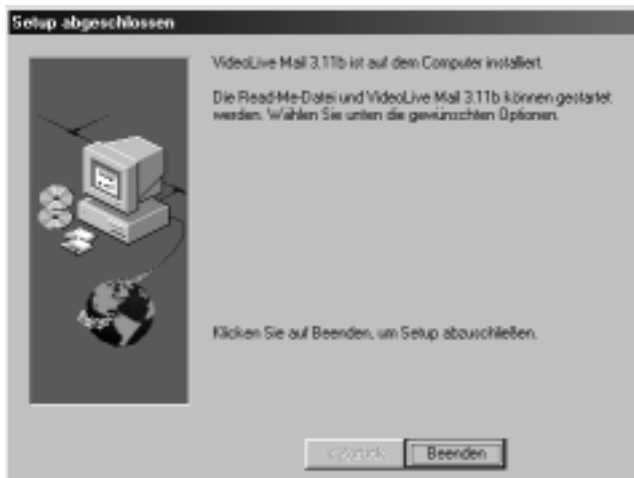 Setup abgeschlossen
VideoLive Mail 3.11b ist auf dem Computer installiert.
Die Read-Me-Datei und VideoLive Mail 3.11b können gestartet
werden. Wählen Sie unten die gewünschten Optionen.
Klicken Sie auf Beenden, um Setup abzuschließen.
< Zurück
Beenden